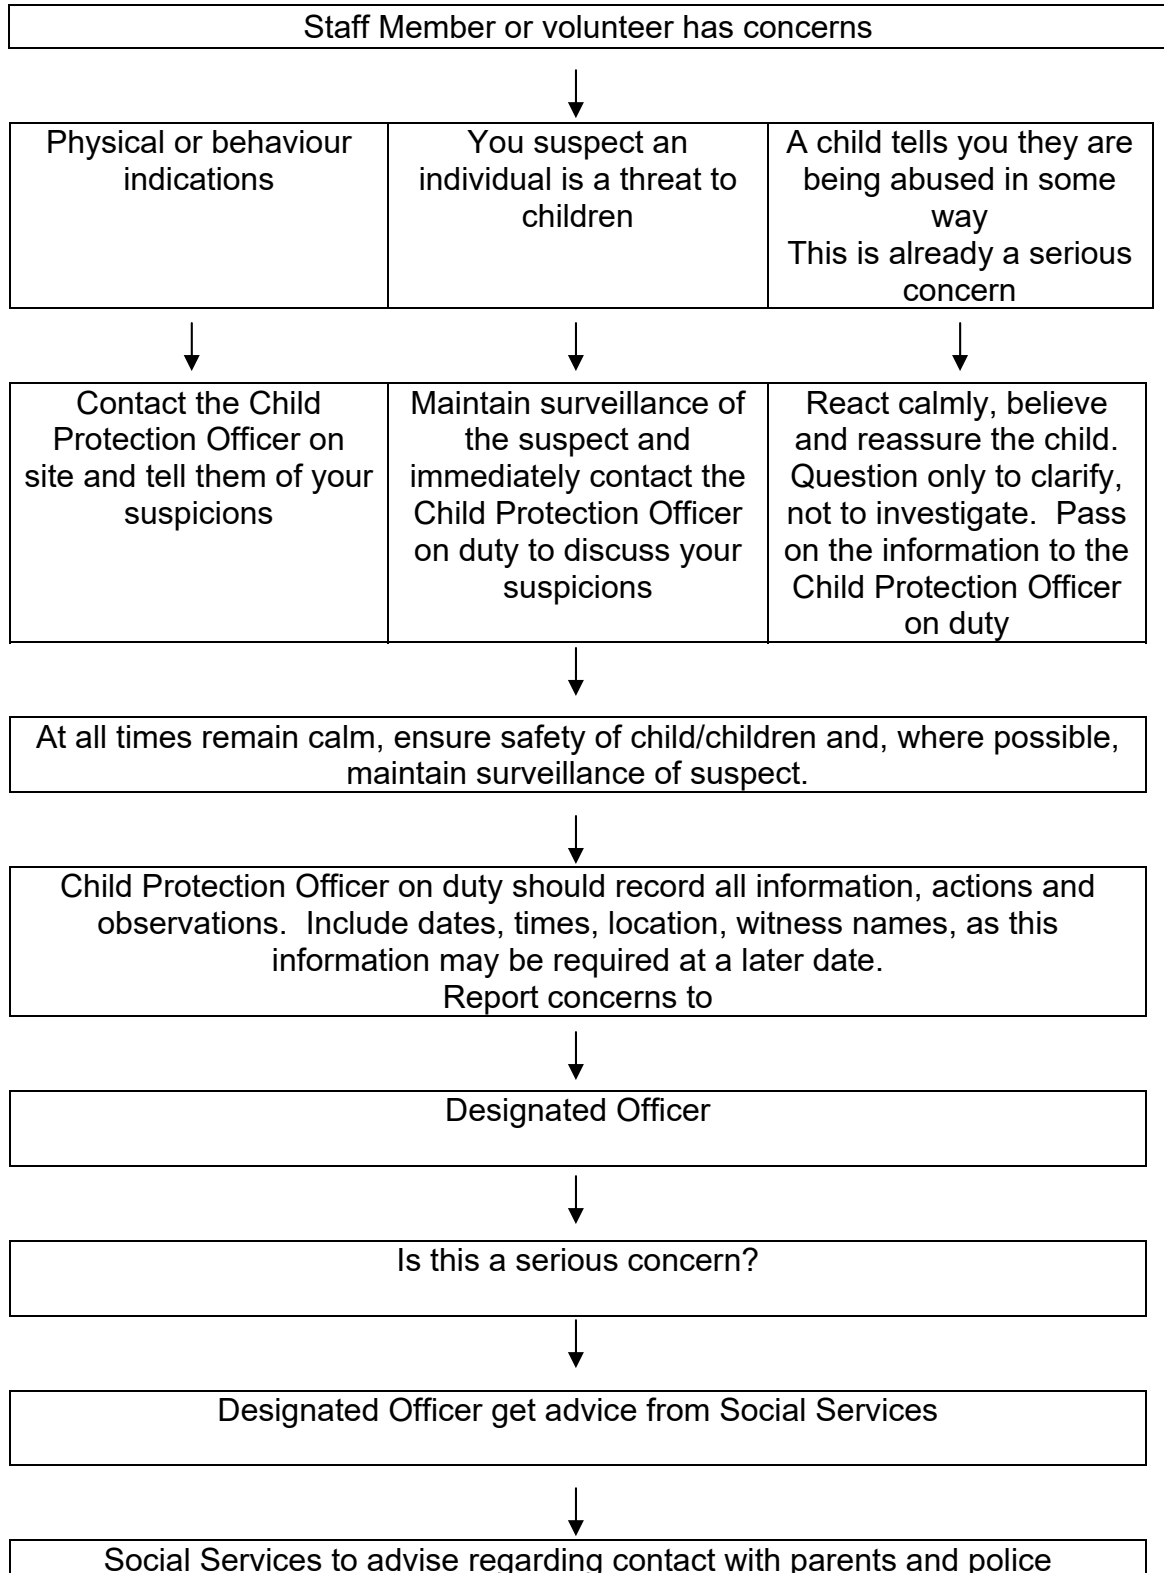 Staff Member or volunteer has concerns
Physical or behaviour
indications
You suspect an
individual is a threat to
children
A child tells you they are
being abused in some
way
This is already a serious
concern
Contact the Child
Protection Officer on
site and tell them of your
suspicions
Maintain surveillance of
the suspect and
immediately contact the
Child Protection Officer
on duty to discuss your
suspicions
React calmly, believe
and reassure the child.
Question only to clarify,
not to investigate.  Pass
on the information to the
Child Protection Officer
on duty
At all times remain calm, ensure safety of child/children and, where possible,
maintain surveillance of suspect.
Child Protection Officer on duty should record all information, actions and
observations.  Include dates, times, location, witness names, as this
information may be required at a later date.
Report concerns to
Designated Officer
Is this a serious concern?
Designated Officer get advice from Social Services
Social Services to advise regarding contact with parents and police